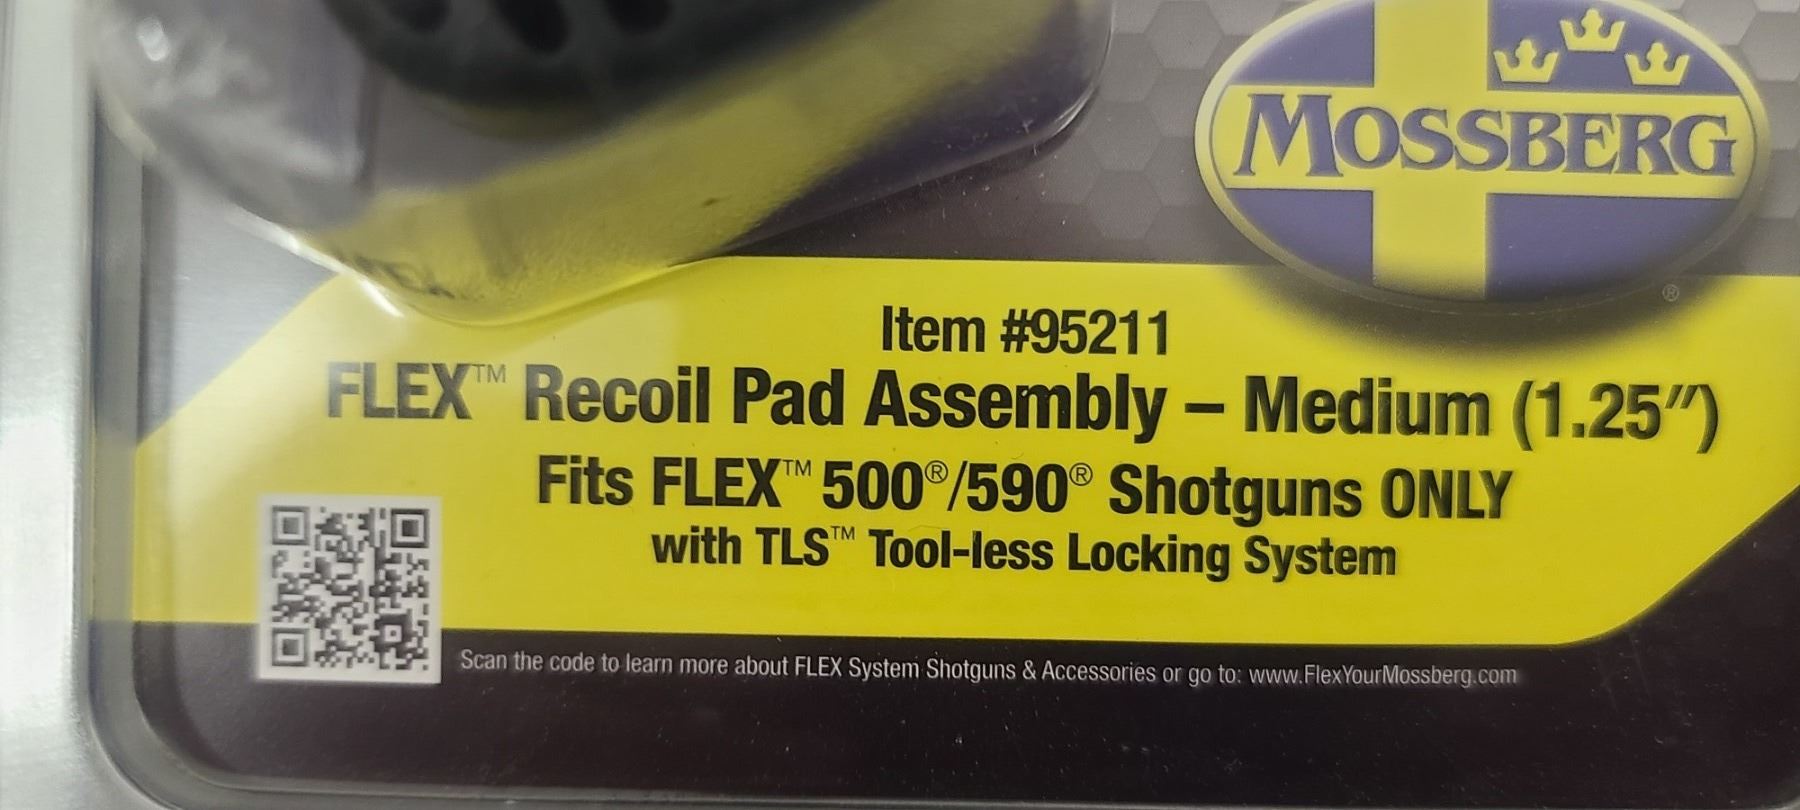 MOSSBERG
®
Item #95211
FLEX™ Recoil Pad Assembly – Medium (1.25″)
Fits FLEX™ 500®/590® Shotguns ONLY
with TLS™ Tool-less Locking System
Scan the code to learn more about FLEX System Shotguns & Accessories or go to: www.FlexYourMossberg.com